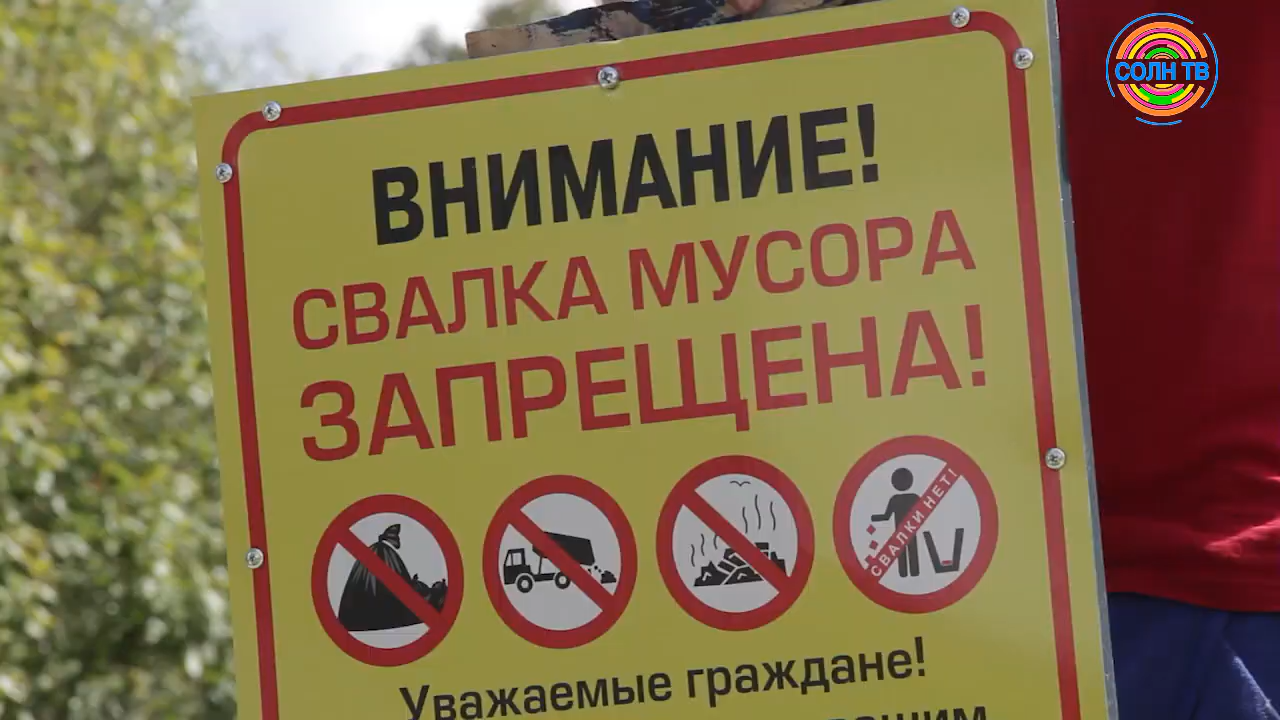 СОЛН ТВ
ВНИМАНИЕ!
СВАЛКА МУСОРА
ЗАПРЕЩЕНА!
СВАЛКИ НЕТ!
Уважаемые граждане!